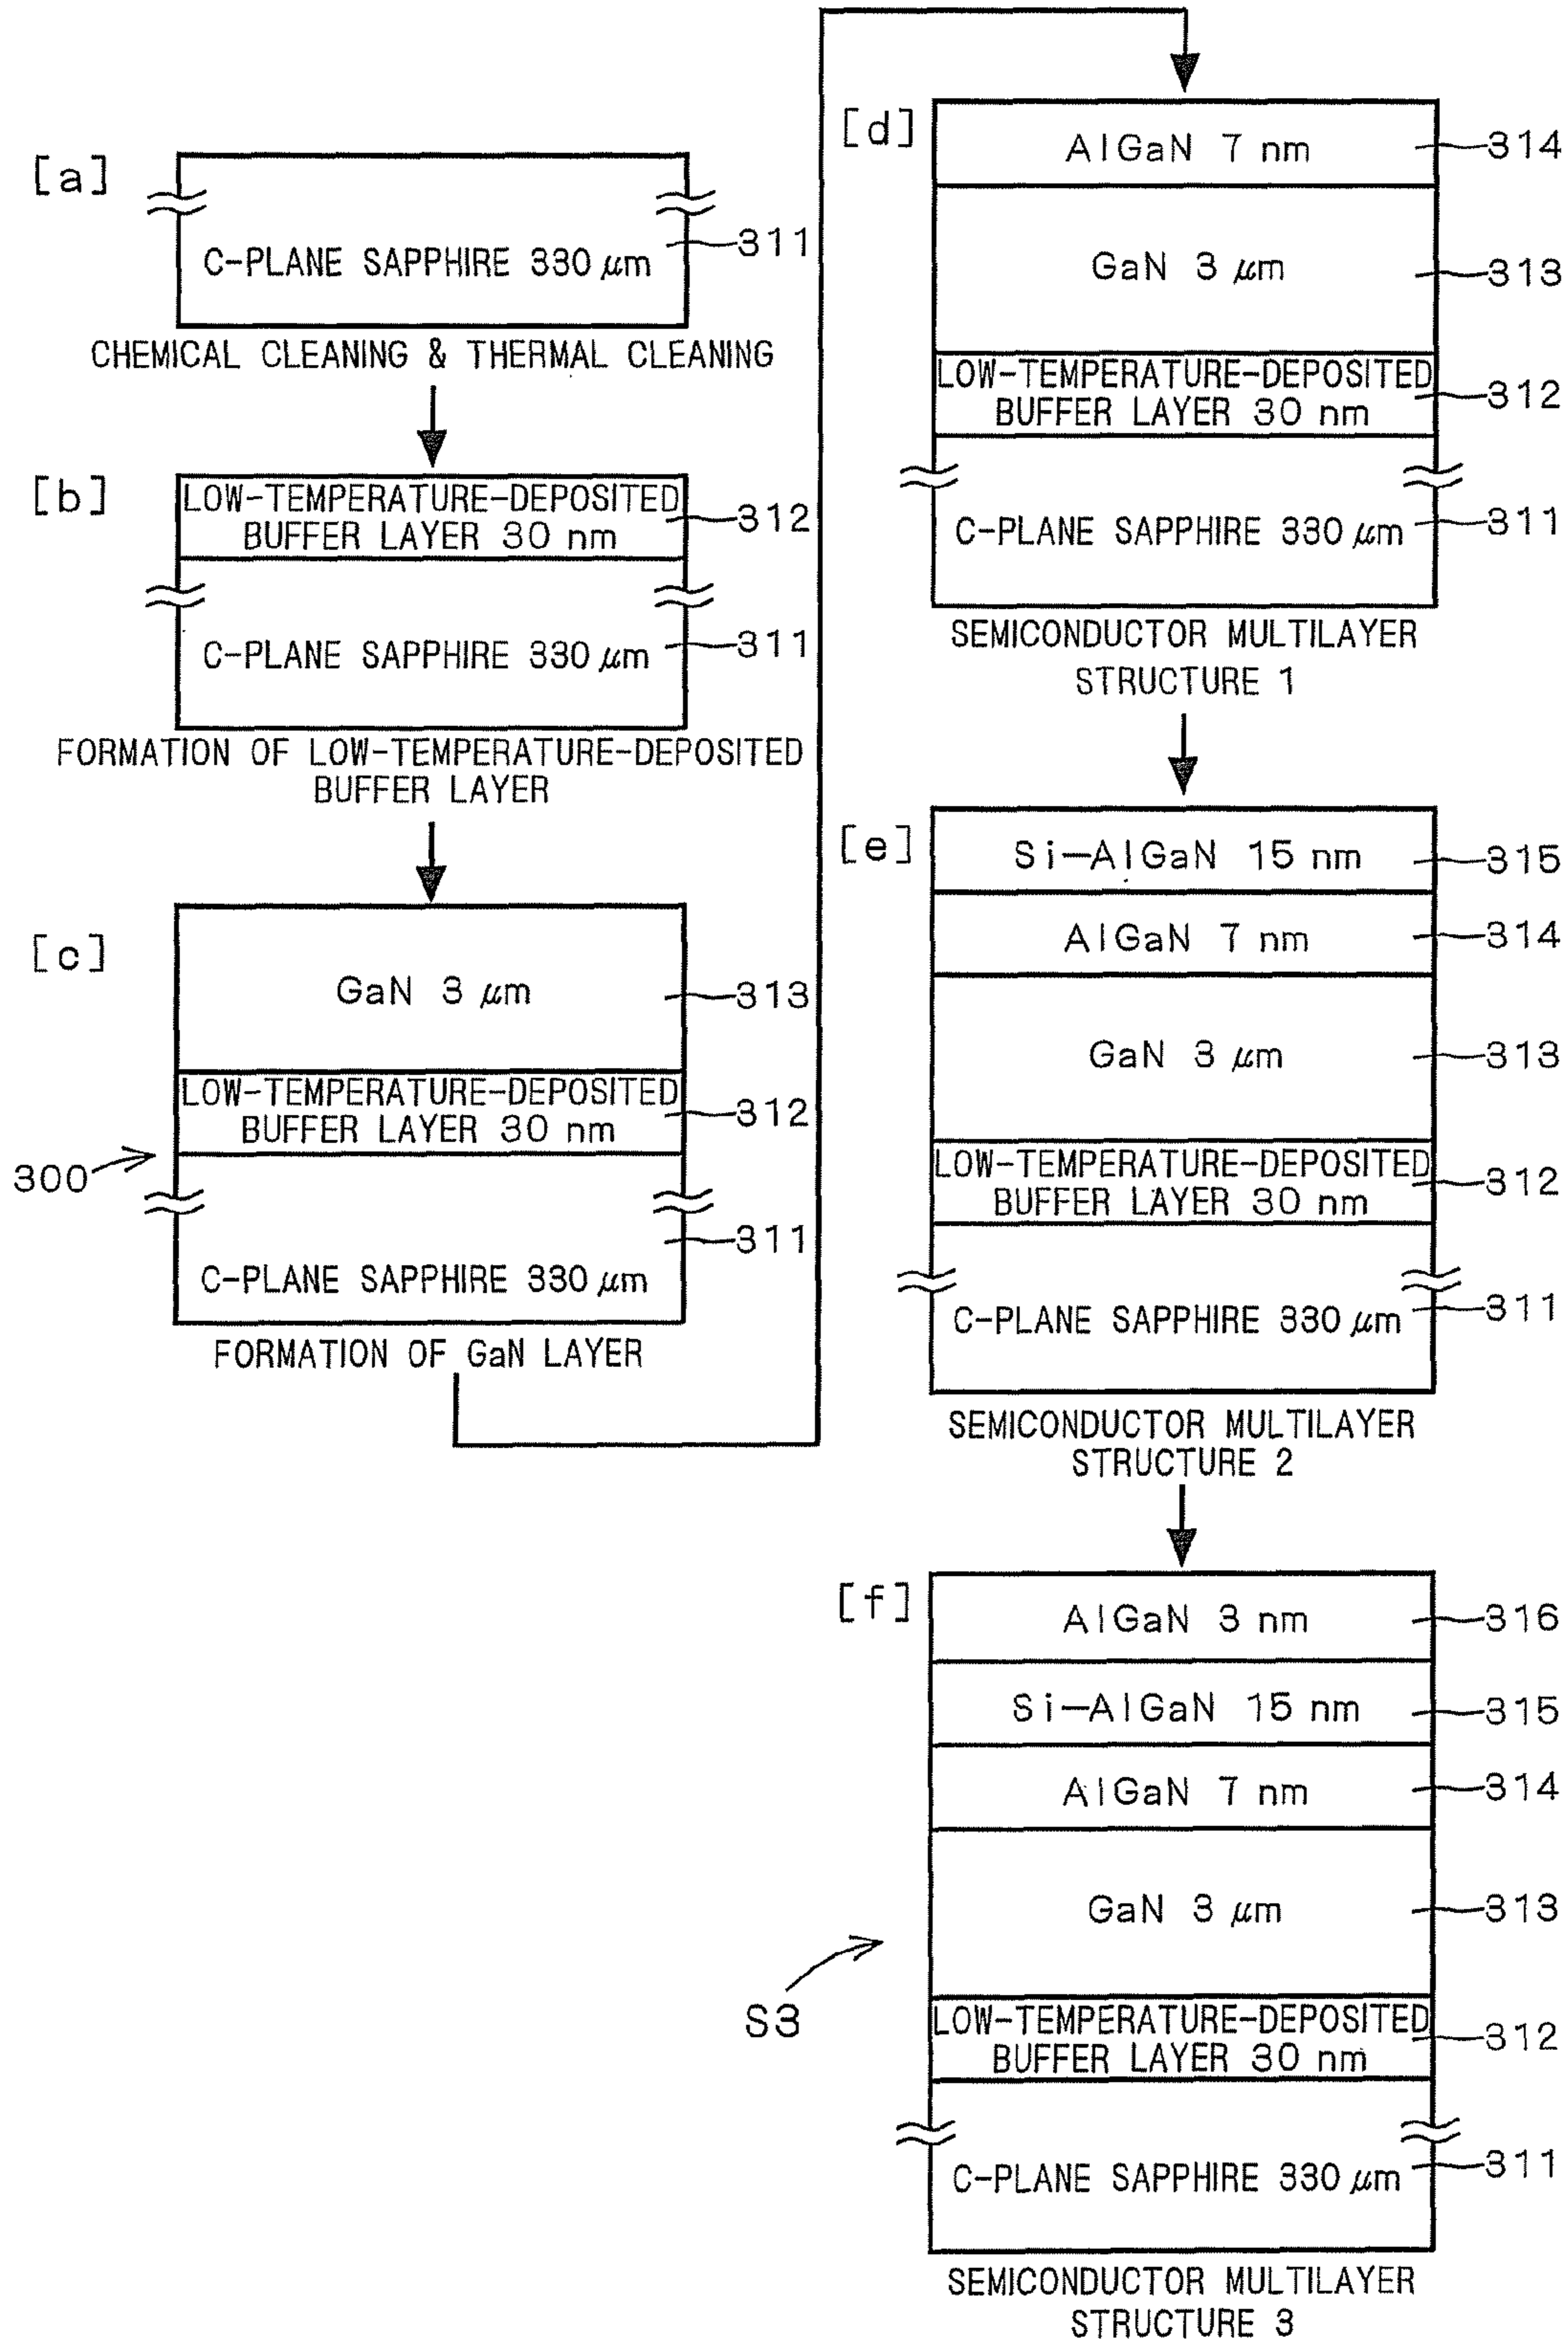 [a]
C-PLANE SAPPHIRE 330 μm
311
CHEMICAL CLEANING & THERMAL CLEANING
[b]
LOW-TEMPERATURE-DEPOSITED
BUFFER LAYER 30 nm
312
C-PLANE SAPPHIRE 330 μm
311
FORMATION OF LOW-TEMPERATURE-DEPOSITED
BUFFER LAYER
[c]
GaN 3 μm
313
LOW-TEMPERATURE-DEPOSITED
BUFFER LAYER 30 nm
312
300
C-PLANE SAPPHIRE 330 μm
311
FORMATION OF GaN LAYER
[d]
AlGaN 7 nm
314
GaN 3 μm
313
LOW-TEMPERATURE-DEPOSITED
BUFFER LAYER 30 nm
312
C-PLANE SAPPHIRE 330 μm
311
SEMICONDUCTOR MULTILAYER
STRUCTURE 1
[e]
Si-AlGaN 15 nm
315
AlGaN 7 nm
314
GaN 3 μm
313
LOW-TEMPERATURE-DEPOSITED
BUFFER LAYER 30 nm
312
C-PLANE SAPPHIRE 330 μm
311
SEMICONDUCTOR MULTILAYER
STRUCTURE 2
[f]
AlGaN 3 nm
316
Si-AlGaN 15 nm
315
AlGaN 7 nm
314
GaN 3 μm
313
S3
LOW-TEMPERATURE-DEPOSITED
BUFFER LAYER 30 nm
312
C-PLANE SAPPHIRE 330 μm
311
SEMICONDUCTOR MULTILAYER
STRUCTURE 3